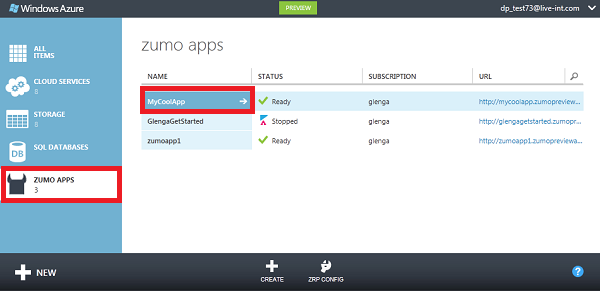 Windows Azure
PREVIEW
dp_test73@live-int.com
ALL
ITEMS
CLOUD SERVICES
8
STORAGE
8
DB
SQL DATABASES
ZUMO APPS
3
zumo apps
NAME STATUS SUBSCRIPTION URL
MyCoolApp Ready glenga http://mycoolapp.zumopreview...
GlengaGetStarted Stopped glenga http://glengagetstarted.zumopr...
zumoapp1 Ready glenga http://zumoapp1.zumopreviewa...
NEW
CREATE
ZRP CONFIG
?